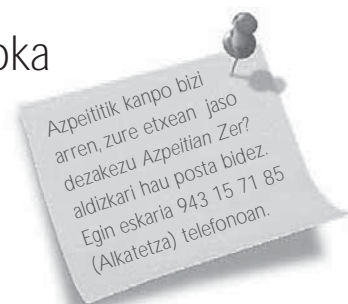 oka
Azpeititik kanpo bizi
arren, zure etxean jaso
dezakezu Azpeitian Zer?
aldizkari hau posta bidez.
Egin eskaria 943 15 71 85
(Alkatetza) telefonoan.